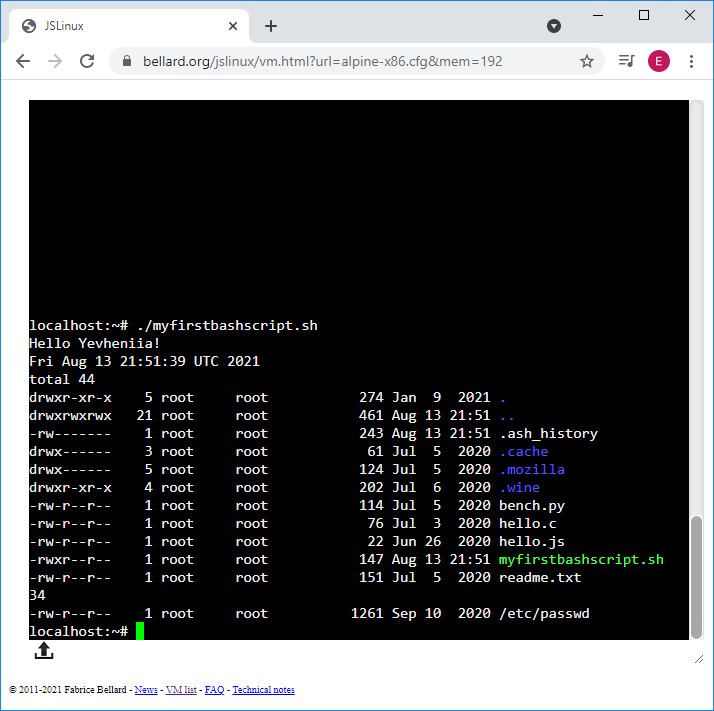 JSLinux
bellard.org/jslinux/vm.html?url=alpine-x86.cfg&mem=192
E
localhost:~# ./myfirstbashscript.sh
Hello Yevheniia!
Fri Aug 13 21:51:39 UTC 2021
total 44
drwxr-xr-x    5 root     root           274 Jan  9  2021 .
drwxrwxrwx   21 root     root           461 Aug 13 21:51 ..
-rw-------    1 root     root           243 Aug 13 21:51 .ash_history
drwx------    3 root     root            61 Jul  5  2020 .cache
drwx------    5 root     root           124 Jul  5  2020 .mozilla
drwxr-xr-x    4 root     root           202 Jul  6  2020 .wine
-rw-r--r--    1 root     root           114 Jul  5  2020 bench.py
-rw-r--r--    1 root     root            76 Jul  3  2020 hello.c
-rw-r--r--    1 root     root            22 Jun 26  2020 hello.js
-rwxr--r--    1 root     root           147 Aug 13 21:51 myfirstbashscript.sh
-rw-r--r--    1 root     root           151 Jul  5  2020 readme.txt
34
-rw-r--r--    1 root     root          1261 Sep 10  2020 /etc/passwd
localhost:~#
© 2011-2021 Fabrice Bellard - News - VM list - FAQ - Technical notes